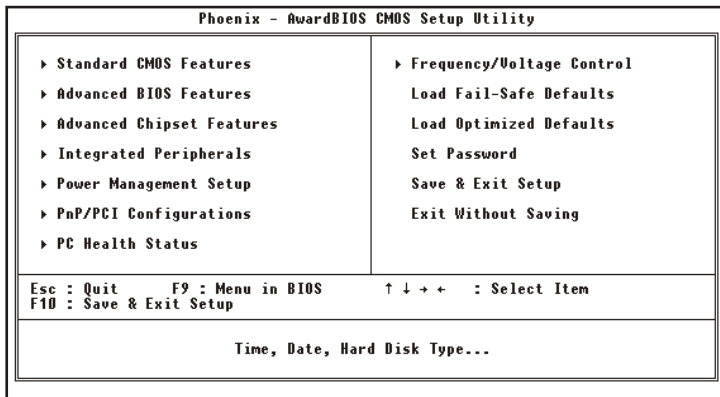 Phoenix - AwardBIOS CMOS Setup Utility
▸ Standard CMOS Features
▸ Advanced BIOS Features
▸ Advanced Chipset Features
▸ Integrated Peripherals
▸ Power Management Setup
▸ PnP/PCI Configurations
▸ PC Health Status
▸ Frequency/Voltage Control
Load Fail-Safe Defaults
Load Optimized Defaults
Set Password
Save & Exit Setup
Exit Without Saving
Esc : Quit F9 : Menu in BIOS ↑ ↓ → ← : Select Item
F10 : Save & Exit Setup
Time, Date, Hard Disk Type...